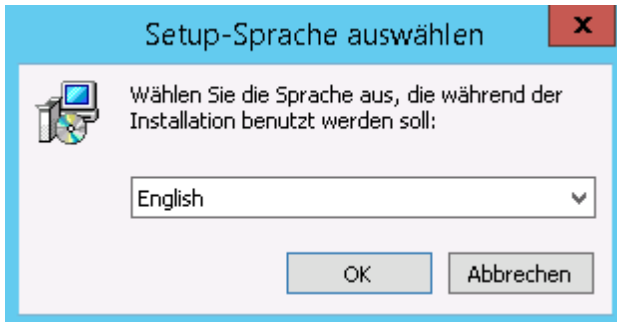 Setup-Sprache auswählen
Wählen Sie die Sprache aus, die während der
Installation benutzt werden soll:
English
OK Abbrechen